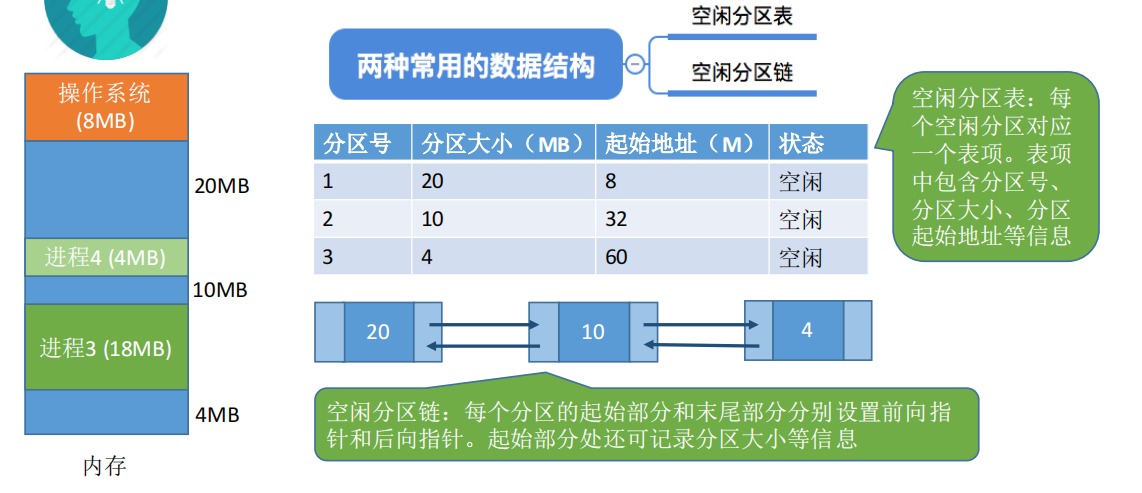 操作系统
(8MB)
20MB
进程4 (4MB)
10MB
进程3 (18MB)
4MB
内存
两种常用的数据结构
空闲分区表
空闲分区链
分区号 分区大小（MB） 起始地址（M） 状态
1 20 8 空闲
2 10 32 空闲
3 4 60 空闲
空闲分区表：每
个空闲分区对应
一个表项。表项
中包含分区号、
分区大小、分区
起始地址等信息
20 10 4
空闲分区链：每个分区的起始部分和末尾部分分别设置前向指
针和后向指针。起始部分处还可记录分区大小等信息